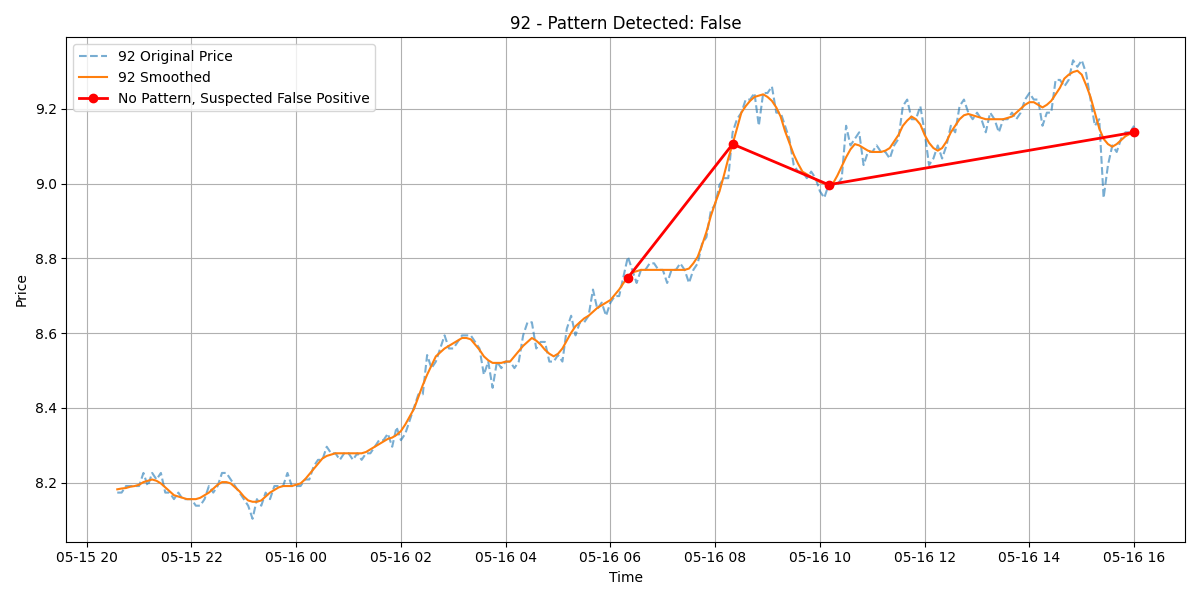 92 - Pattern Detected: False
92 Original Price
92 Smoothed
No Pattern, Suspected False Positive
Price
9.2
9.0
8.8
8.6
8.4
8.2
05-15 20 05-15 22 05-16 00 05-16 02 05-16 04 05-16 06 05-16 08 05-16 10 05-16 12 05-16 14 05-16 16
Time